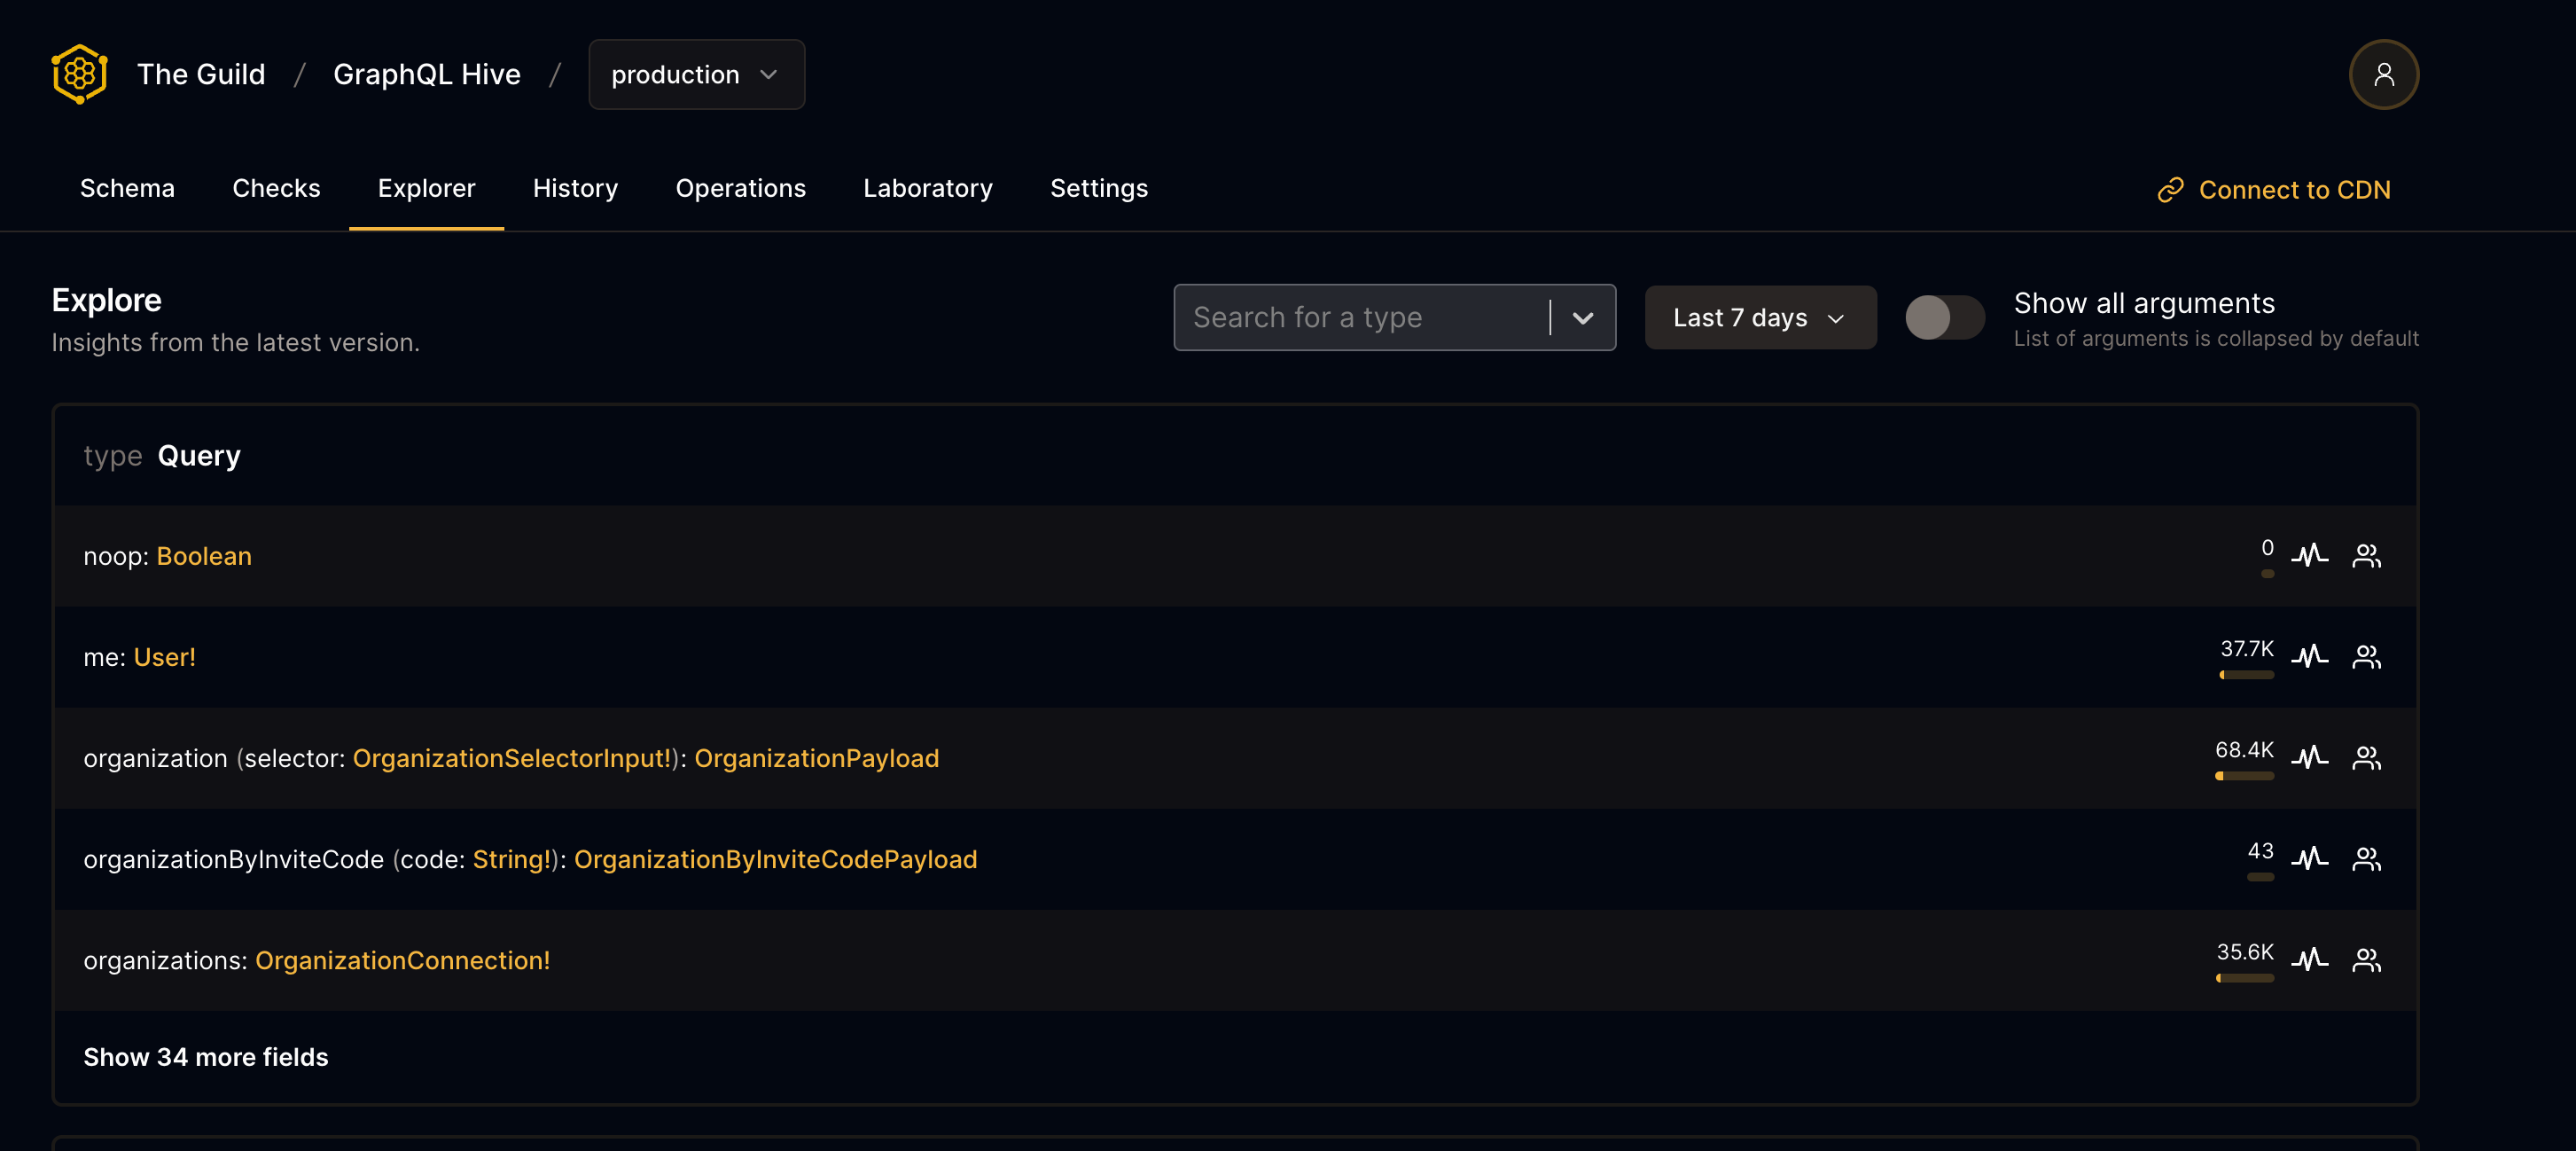 The Guild / GraphQL Hive / production
Schema Checks Explorer History Operations Laboratory Settings Connect to CDN
Explore
Insights from the latest version.
Search for a type
Last 7 days
Show all arguments
List of arguments is collapsed by default
type Query
noop: Boolean 0
me: User! 37.7K
organization (selector: OrganizationSelectorInput!): OrganizationPayload 68.4K
organizationByInviteCode (code: String!): OrganizationByInviteCodePayload 43
organizations: OrganizationConnection! 35.6K
Show 34 more fields